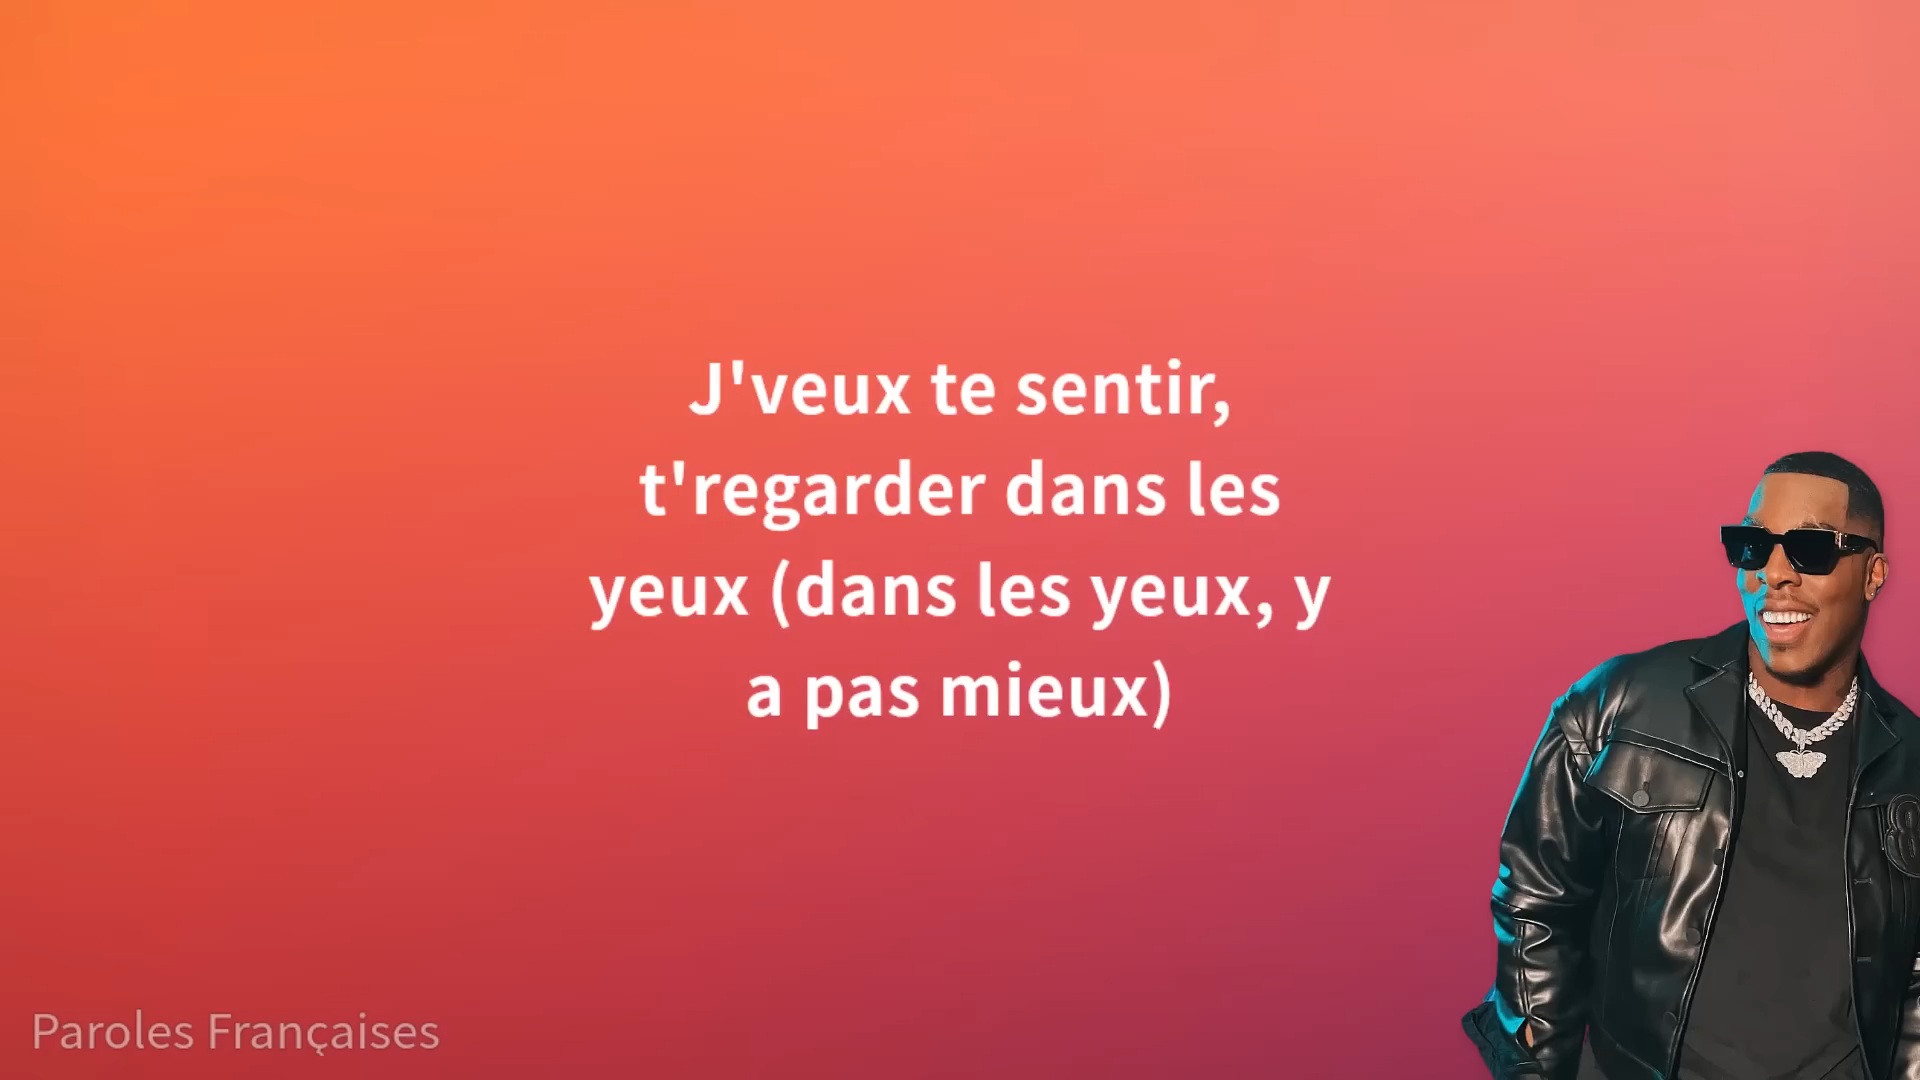 J'veux te sentir,
t'regarder dans les
yeux (dans les yeux, y
a pas mieux)
Paroles Françaises